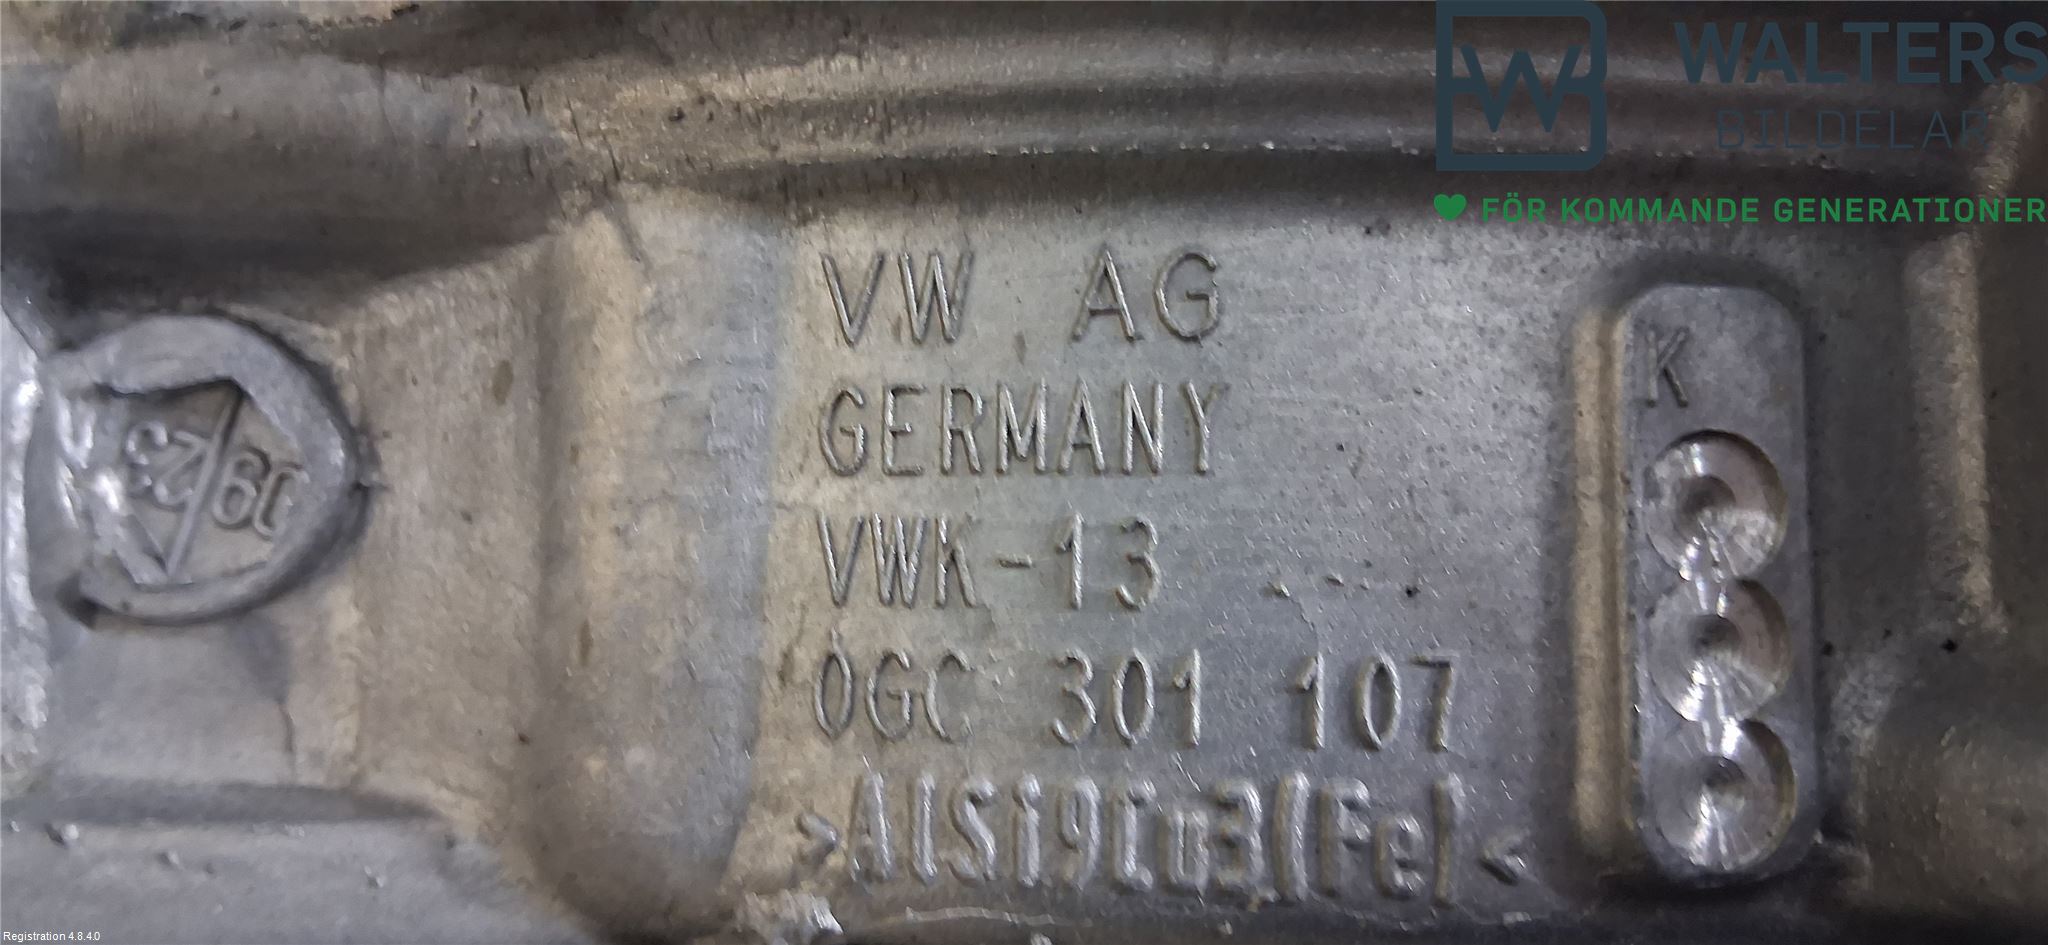 WALTERS
BILDELAR
FÖR KOMMANDE GENERATIONER
VW AG
GERMANY
VWK-13
0GC 301 107
>AlSi9Cu3(Fe)<
K
09/23
Registration 4.8.4.0